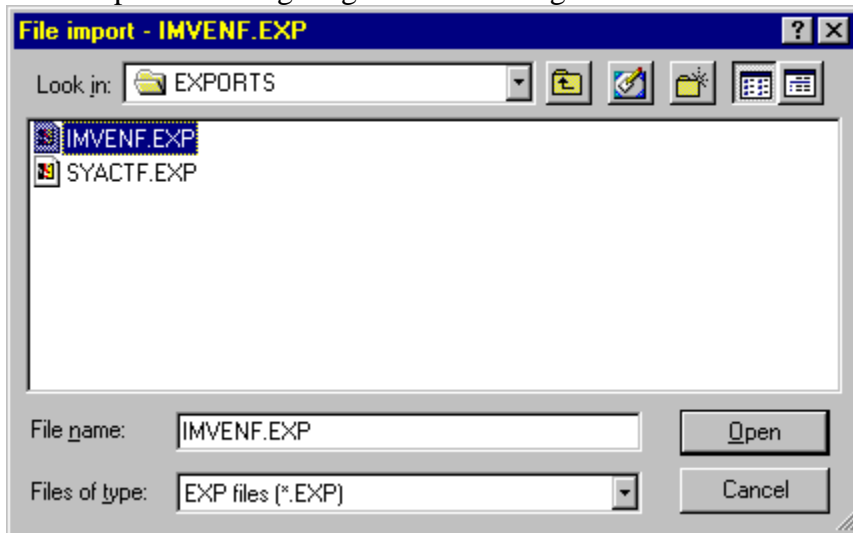 File import - IMVENF.EXP
Look in: EXPORTS
IMVENF.EXP
SYACTF.EXP
File name: IMVENF.EXP Open
Files of type: EXP files (*.EXP) Cancel